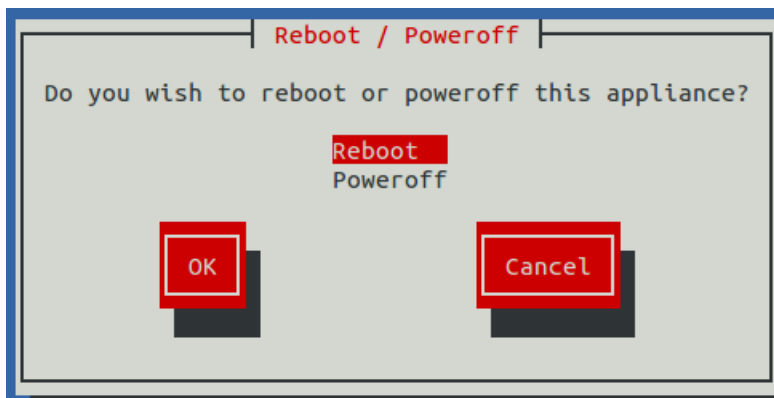 Reboot / Poweroff
Do you wish to reboot or poweroff this appliance?
Reboot
Poweroff
OK Cancel